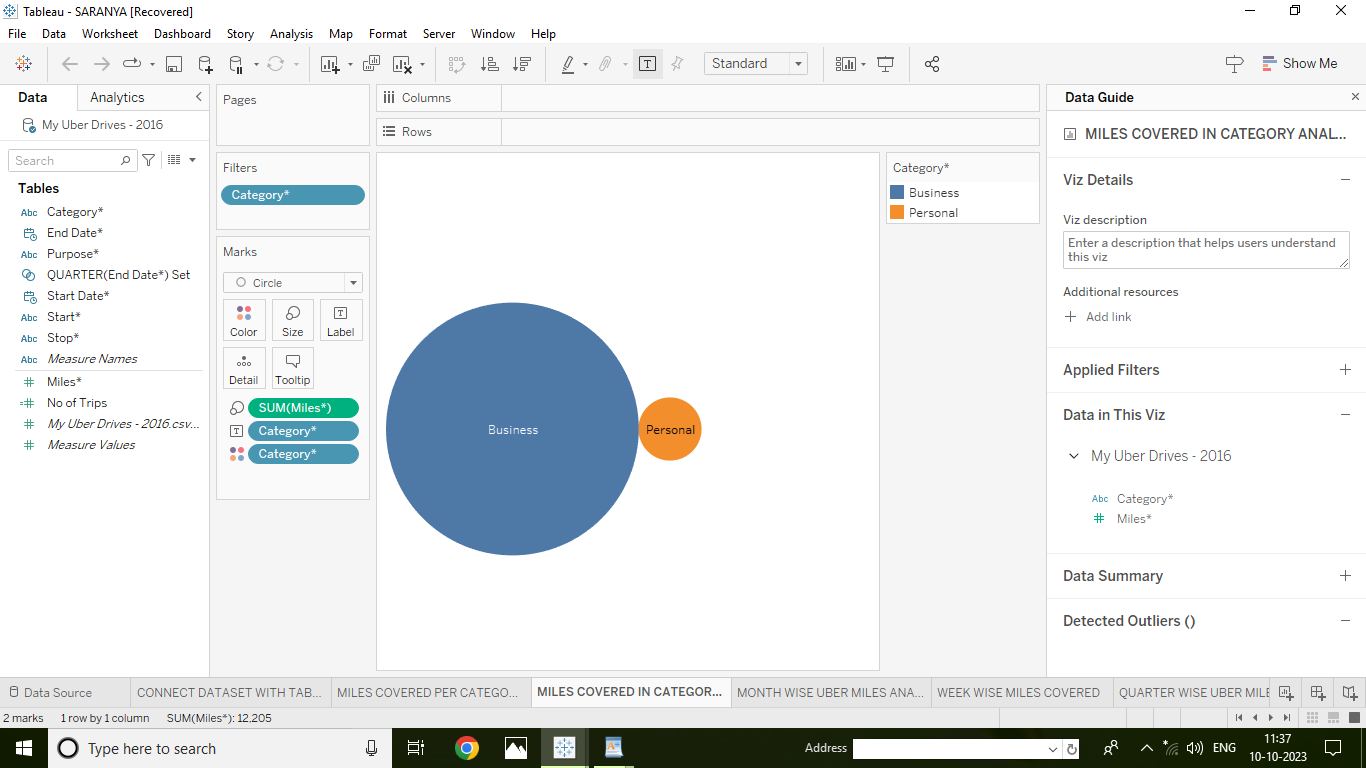 Tableau - SARANYA [Recovered]
File Data Worksheet Dashboard Story Analysis Map Format Server Window Help
Standard
Show Me
Data Analytics
My Uber Drives - 2016
Search
Tables
Abc Category*
End Date*
Abc Purpose*
QUARTER(End Date*) Set
Start Date*
Abc Start*
Abc Stop*
Abc Measure Names
Miles*
No of Trips
My Uber Drives - 2016.csv...
Measure Values
Pages
Filters
Category*
Marks
Circle
Color Size Label
Detail Tooltip
SUM(Miles*)
Category*
Category*
Columns
Rows
Business
Personal
Category*
Business
Personal
Data Guide
MILES COVERED IN CATEGORY ANAL...
Viz Details
Viz description
Enter a description that helps users understand
this viz
Additional resources
Add link
Applied Filters
Data in This Viz
My Uber Drives - 2016
Abc Category*
Miles*
Data Summary
Detected Outliers ()
Data Source CONNECT DATASET WITH TAB... MILES COVERED PER CATEGO... MILES COVERED IN CATEGOR... MONTH WISE UBER MILES ANA... WEEK WISE MILES COVERED QUARTER WISE UBER MILE
2 marks 1 row by 1 column SUM(Miles*): 12,205
Type here to search
Address
ENG
11:37
10-10-2023